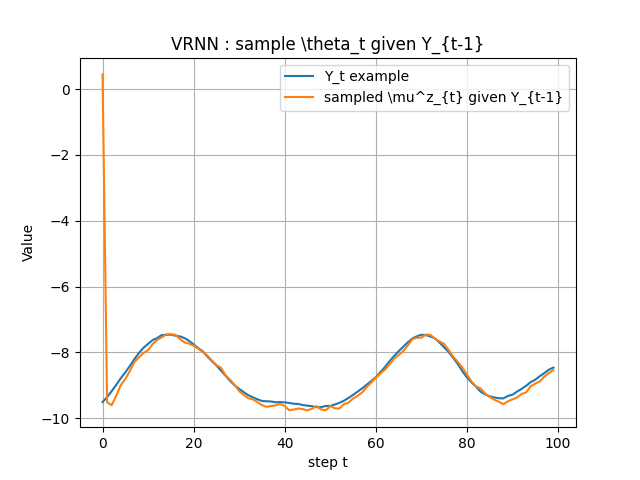 VRNN : sample \theta_t given Y_{t-1}
Y_t example
sampled \mu^z_{t} given Y_{t-1}
Value
0
−2
−4
−6
−8
−10
0 20 40 60 80 100
step t